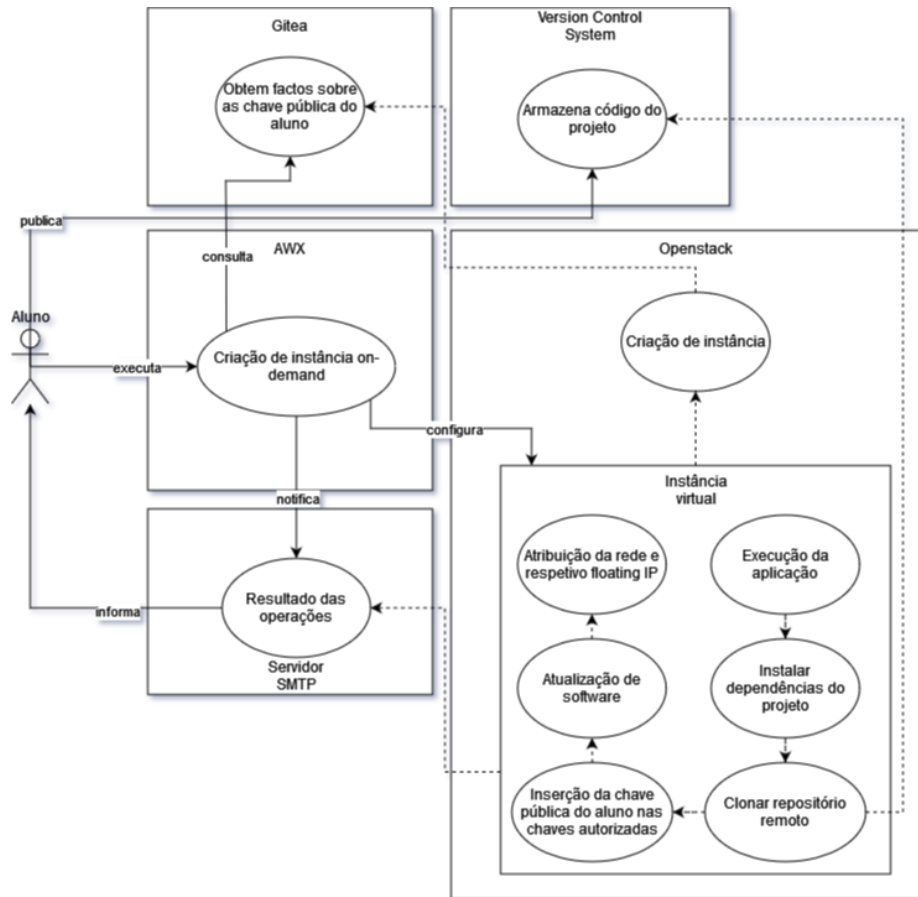 Gitea
Obtem factos sobre
as chave pública do
aluno
Version Control
System
Armazena código do
projeto
publica
consulta
AWX
Openstack
Aluno
executa
Criação de instância on-
demand
Criação de instância
configura
notifica
Instância
virtual
Atribuição da rede e
respetivo floating IP
Execução da
aplicação
informa
Resultado das
operações
Servidor
SMTP
Atualização de
software
Instalar
dependências do
projeto
Inserção da chave
pública do aluno nas
chaves autorizadas
Clonar repositório
remoto